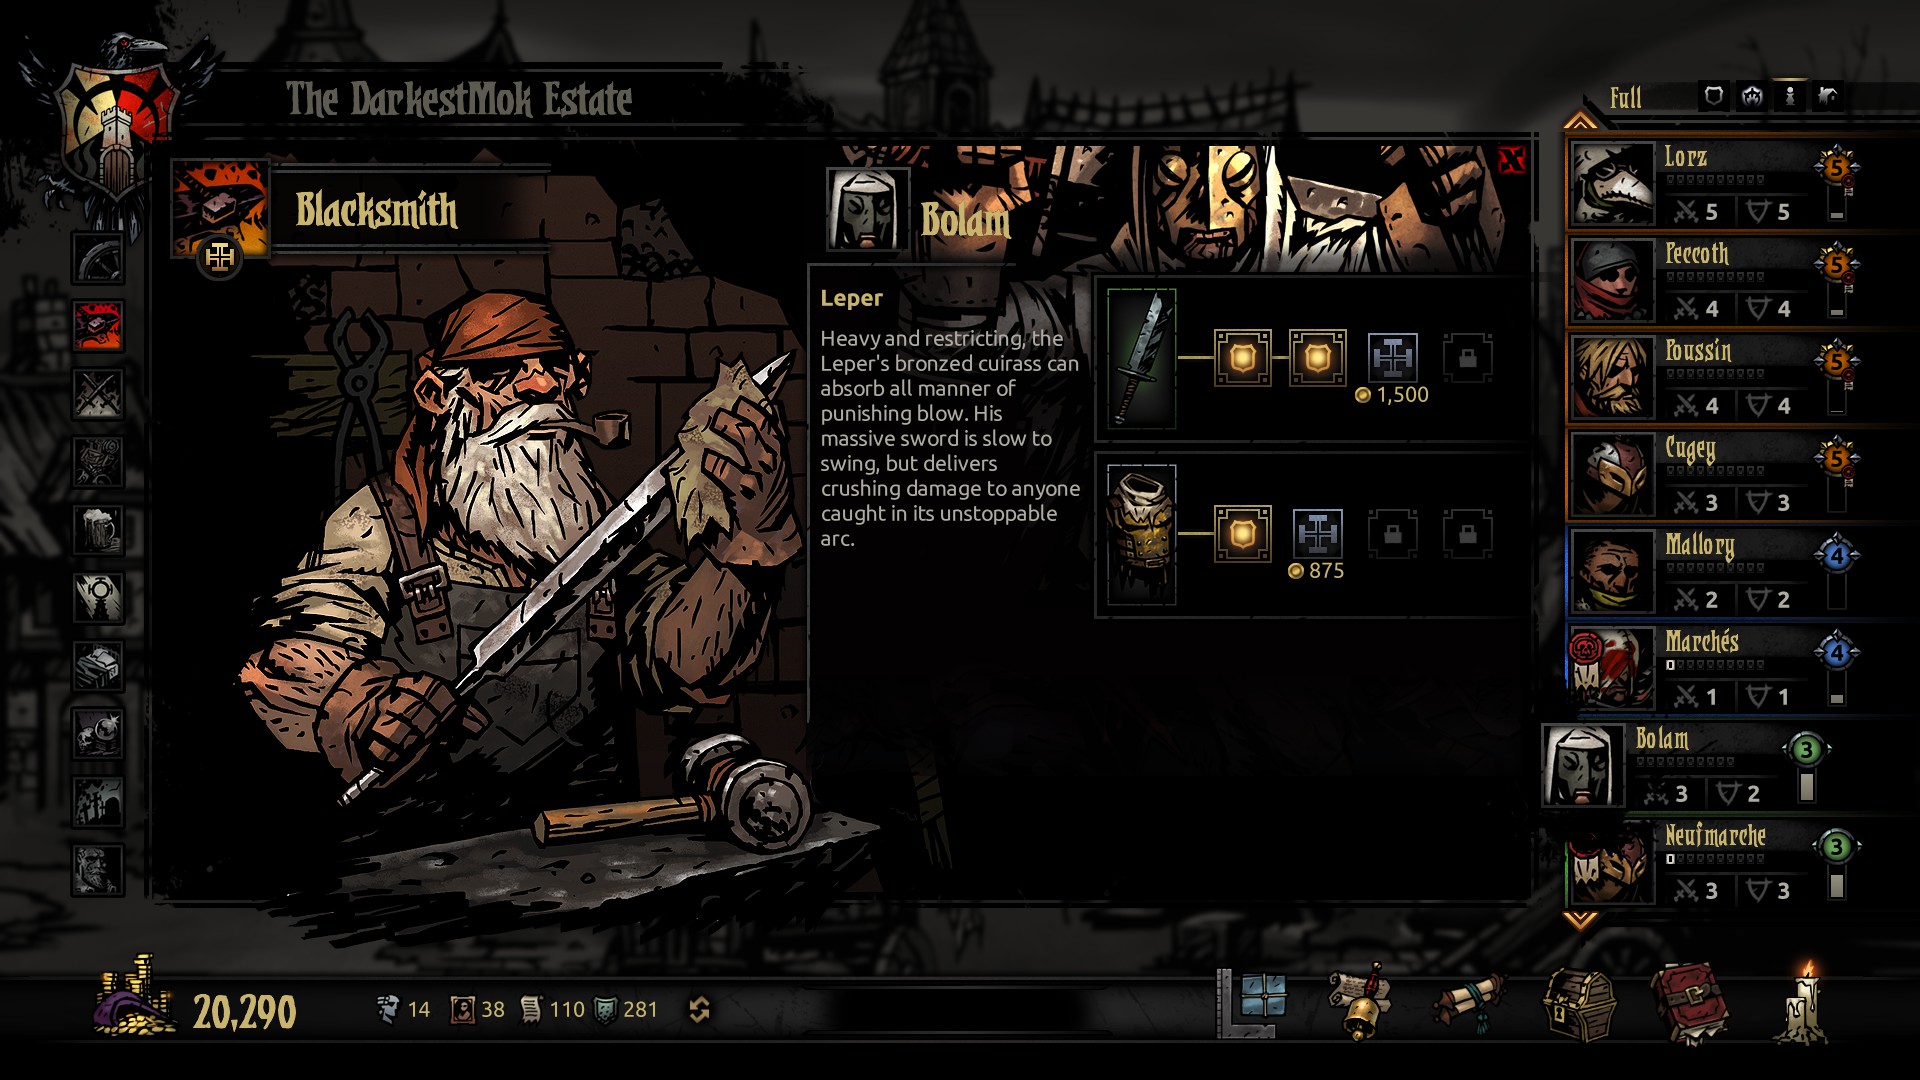 The DarkestMok Estate
Blacksmith
Bolam
Leper
Heavy and restricting, the
Leper's bronzed cuirass can
absorb all manner of
punishing blow. His
massive sword is slow to
swing, but delivers
crushing damage to anyone
caught in its unstoppable
arc.
1,500
875
Full
Lorz
5
5 5
Peccoth
5
4 4
Poussin
5
4 4
Cugey
5
3 3
Mallory
4
2 2
Marchés
4
1 1
Bolam
3
3 2
Neufmarche
3
3 3
20,290
14 38 110 281